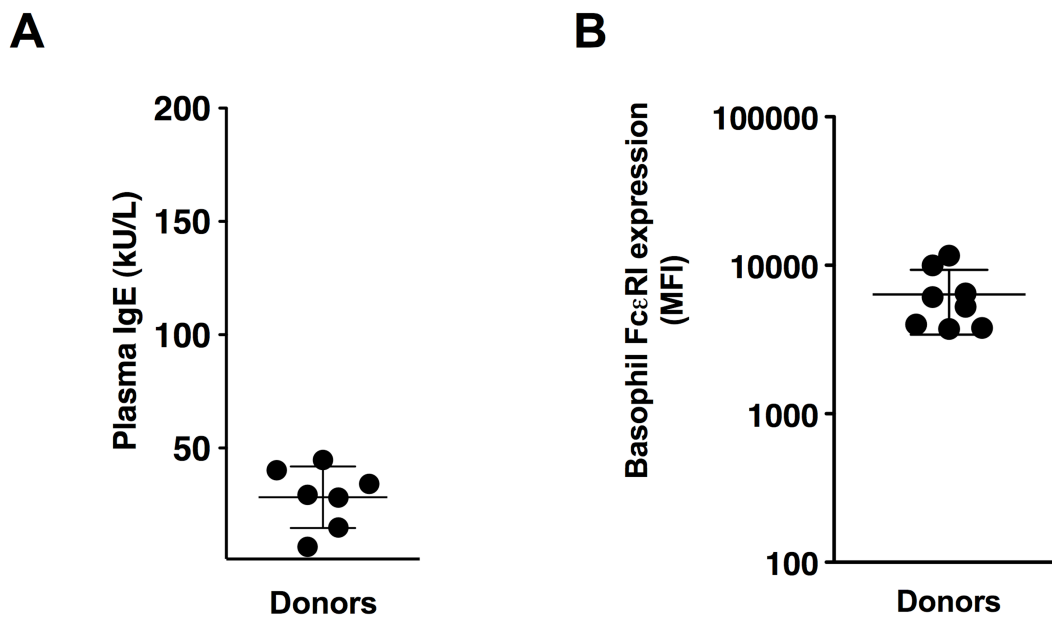 A
Plasma IgE (kU/L)
200
150
100
50
Donors
B
Basophil FcεRI expression
(MFI)
100000
10000
1000
100
Donors